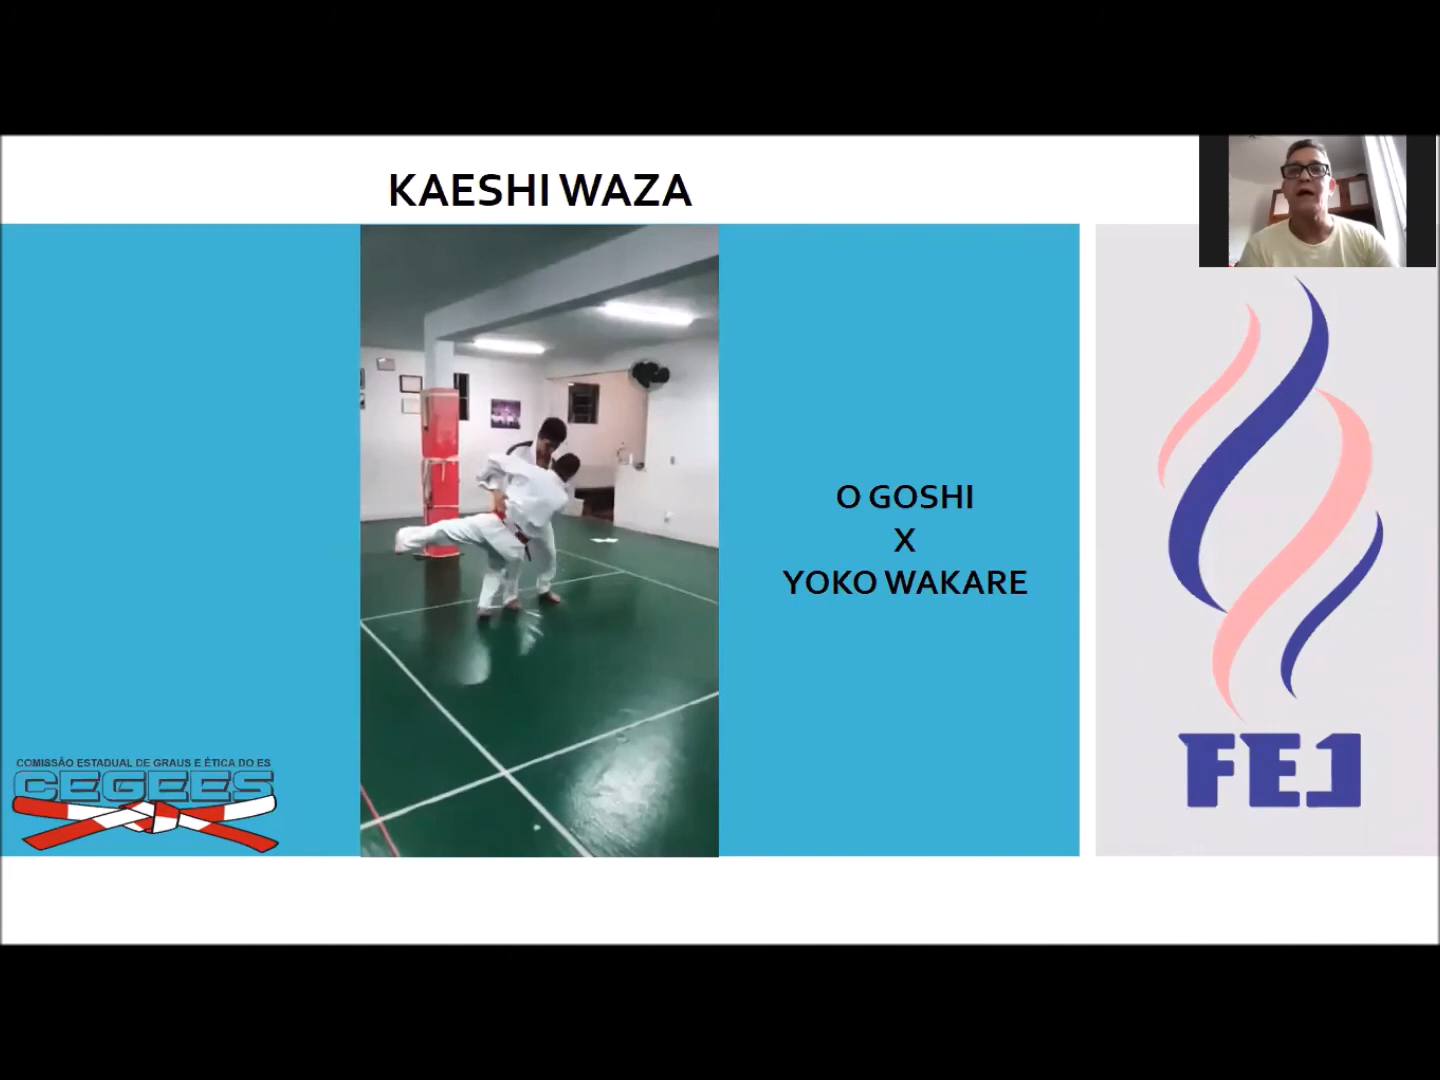 KAESHI WAZA
O GOSHI
X
YOKO WAKARE
COMISSÃO ESTADUAL DE GRAUS E ÉTICA DO ES
CEGEES
FEJ